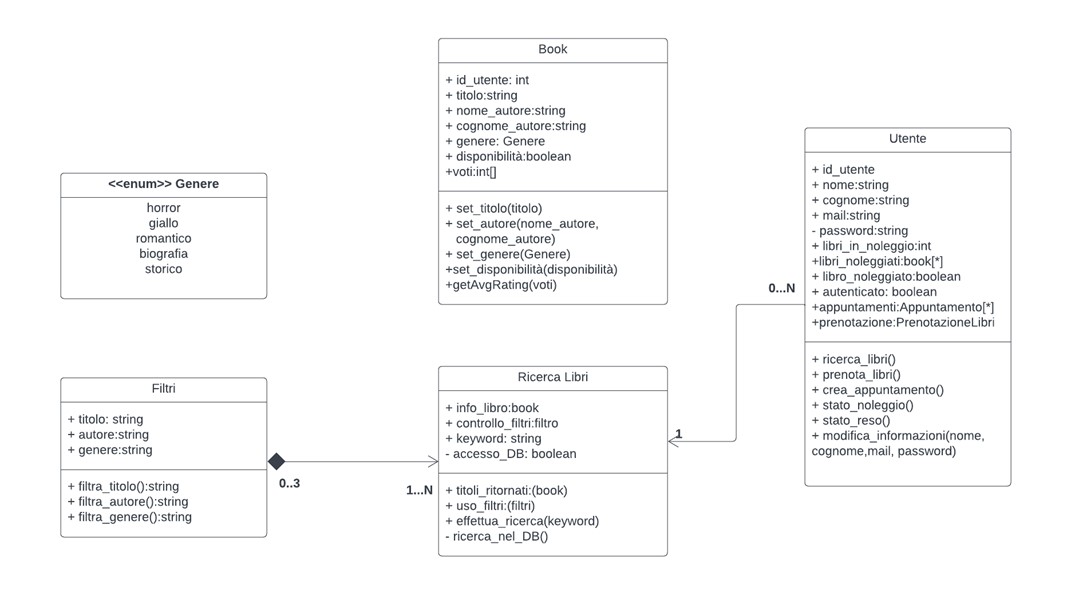 Book
+ id_utente: int
+ titolo:string
+ nome_autore:string
+ cognome_autore:string
+ genere: Genere
+ disponibilità:boolean
+voti:int[]
+ set_titolo(titolo)
+ set_autore(nome_autore,
cognome_autore)
+ set_genere(Genere)
+set_disponibilità(disponibilità)
+getAvgRating(voti)
Utente
+ id_utente
+ nome:string
+ cognome:string
+ mail:string
- password:string
+ libri_in_noleggio:int
+libri_noleggiati:book[*]
+ libro_noleggiato:boolean
+ autenticato: boolean
+appuntamenti:Appuntamento[*]
+prenotazione:PrenotazioneLibri
+ ricerca_libri()
+ prenota_libri()
+ crea_appuntamento()
+ stato_noleggio()
+ stato_reso()
+ modifica_informazioni(nome,
cognome,mail, password)
<<enum>> Genere
horror
giallo
romantico
biografia
storico
0...N
1
Filtri
+ titolo: string
+ autore:string
+ genere:string
+ filtra_titolo():string
+ filtra_autore():string
+ filtra_genere():string
0..3
1...N
Ricerca Libri
+ info_libro:book
+ controllo_filtri:filtro
+ keyword: string
- accesso_DB: boolean
+ titoli_ritornati:(book)
+ uso_filtri:(filtri)
+ effettua_ricerca(keyword)
- ricerca_nel_DB()